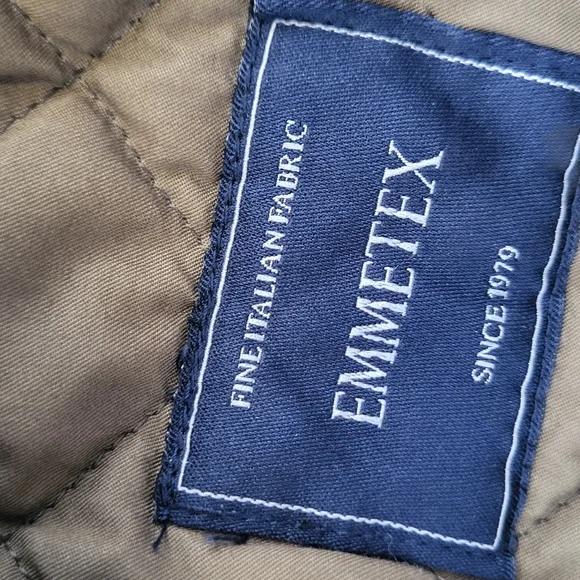 FINE ITALIAN FABRIC
EMMETEX
SINCE 1979